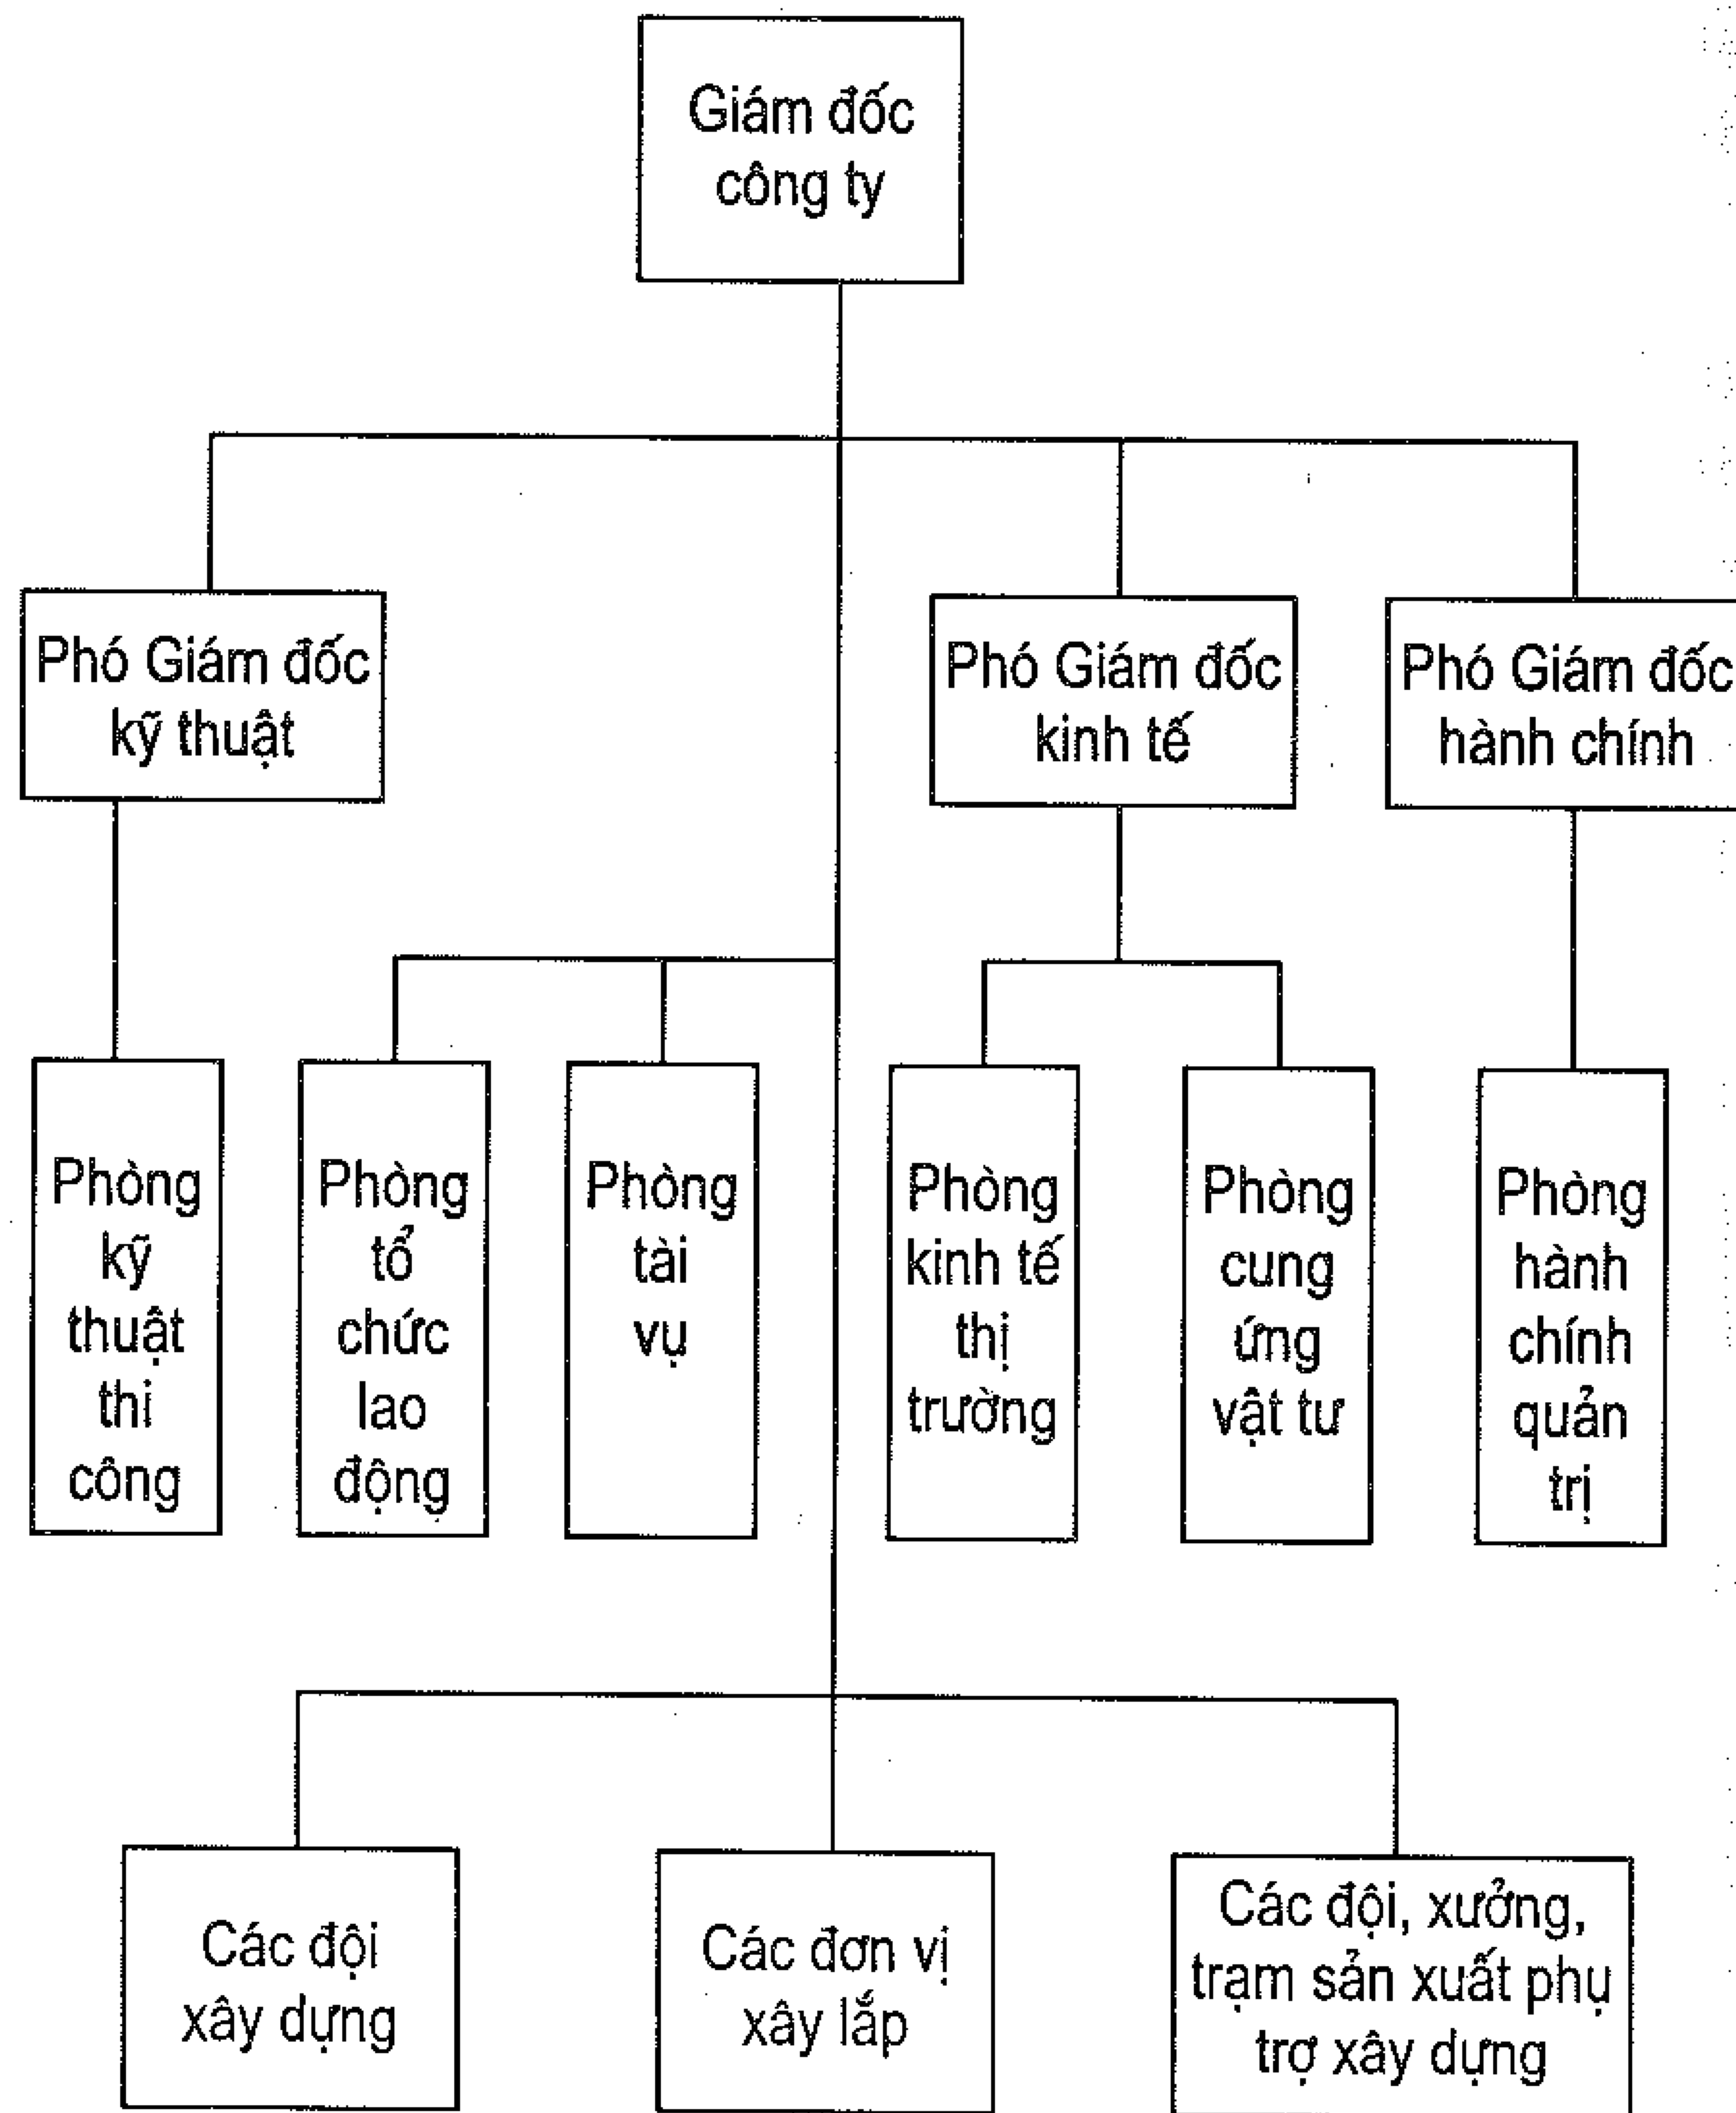 Giám đốc
công ty
Phó Giám đốc
kỹ thuật
Phó Giám đốc
kinh tế
Phó Giám đốc
hành chính
Phòng
kỹ
thuật
thi
công
Phòng
tổ
chức
lao
động
Phòng
tài
vụ
Phòng
kinh tế
thị
trường
Phòng
cung
ứng
vật tư
Phòng
hành
chính
quản
trị
Các đội
xây dựng
Các đơn vị
xây lắp
Các đội, xưởng,
trạm sản xuất phụ
trợ xây dựng